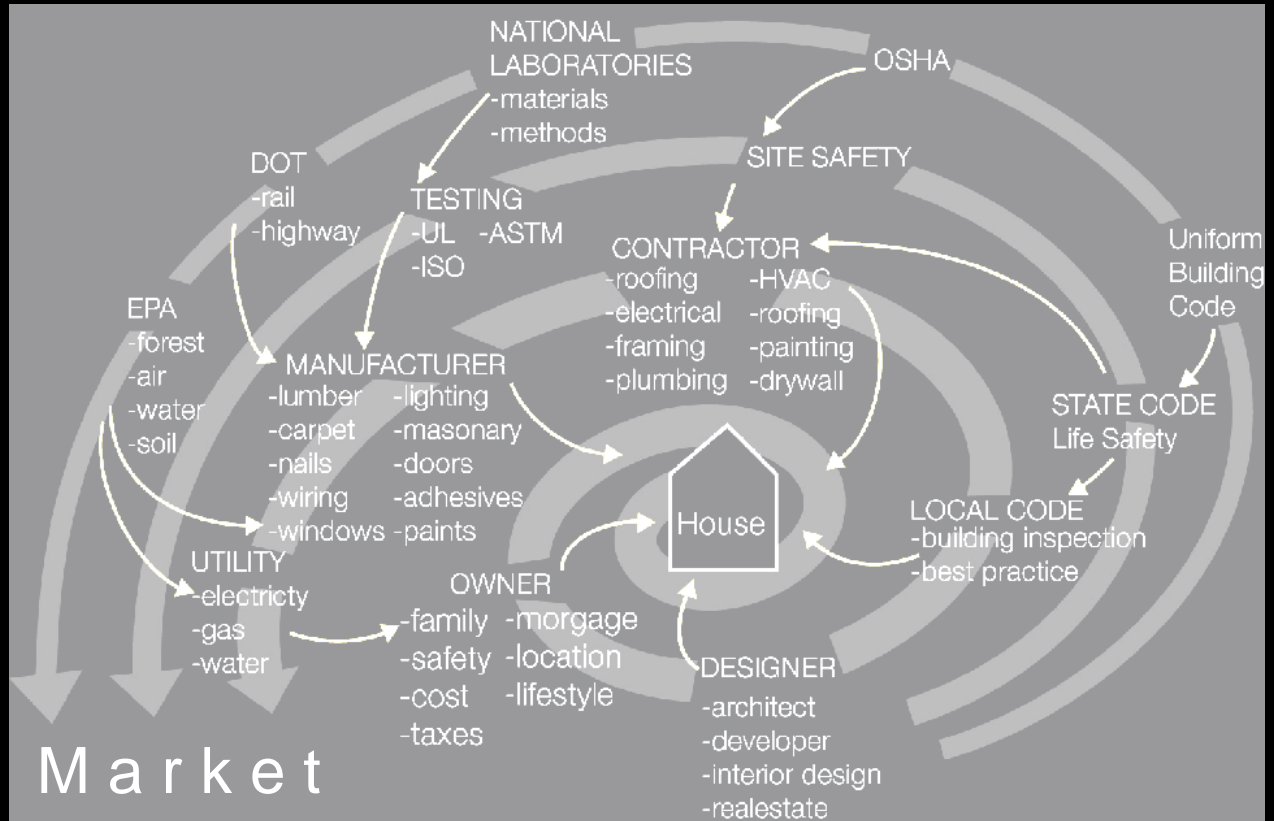 NATIONAL
LABORATORIES
-materials
-methods
OSHA
SITE SAFETY
DOT
-rail
-highway
TESTING
-UL -ASTM
-ISO
CONTRACTOR
-roofing -HVAC
-electrical -roofing
-framing -painting
-plumbing -drywall
Uniform
Building
Code
EPA
-forest
-air
-water
-soil
MANUFACTURER
-lumber -lighting
-carpet -masonary
-nails -doors
-wiring -adhesives
-windows -paints
STATE CODE
Life Safety
House
LOCAL CODE
-building inspection
-best practice
UTILITY
-electricty
-gas
-water
OWNER
-family -morgage
-safety -location
-cost -lifestyle
-taxes
DESIGNER
-architect
-developer
-interior design
-realestate
Market